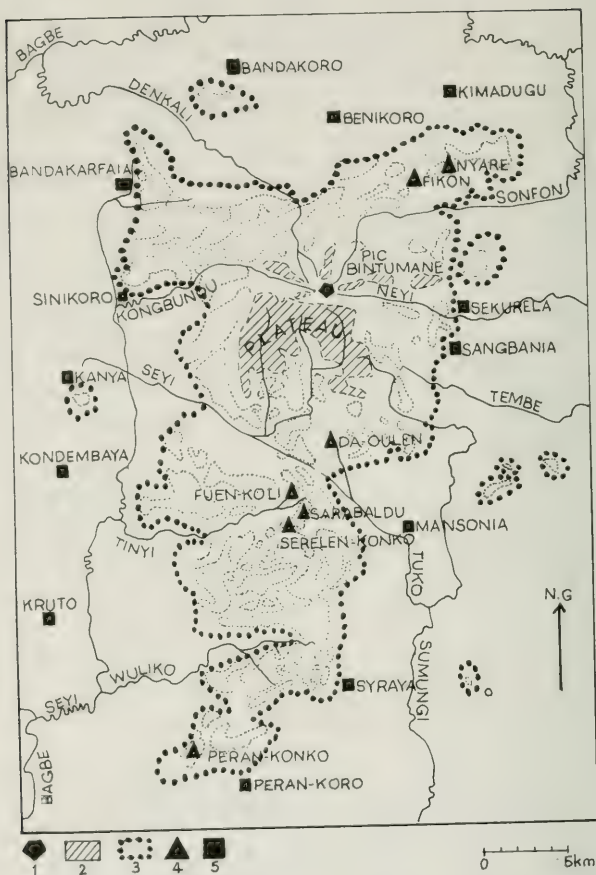 BAGBE
BANDAKORO
DENKALI
KIMADUGU
BENIKORO
NYARE
FIKON
BANDAKARFAIA
SONFON
PIC
BINTUMANE
NEYI
SINIKORO
KONGBUNDU
SEKURELA
PLATEAU
SANGBANIA
SEYI
KANYA
TEMBE
DA-OULEN
KONDEMBAYA
FUEN-KOLI
SARABALDU
SERELEN-KONKO
MANSONIA
TINYI
TUKO
N.G
KRUTO
SUMUNGI
WULIKO
SYRAYA
SEYI
BAGBE
PERAN-KONKO
PERAN-KORO
1 2 3 4 5
0 5km